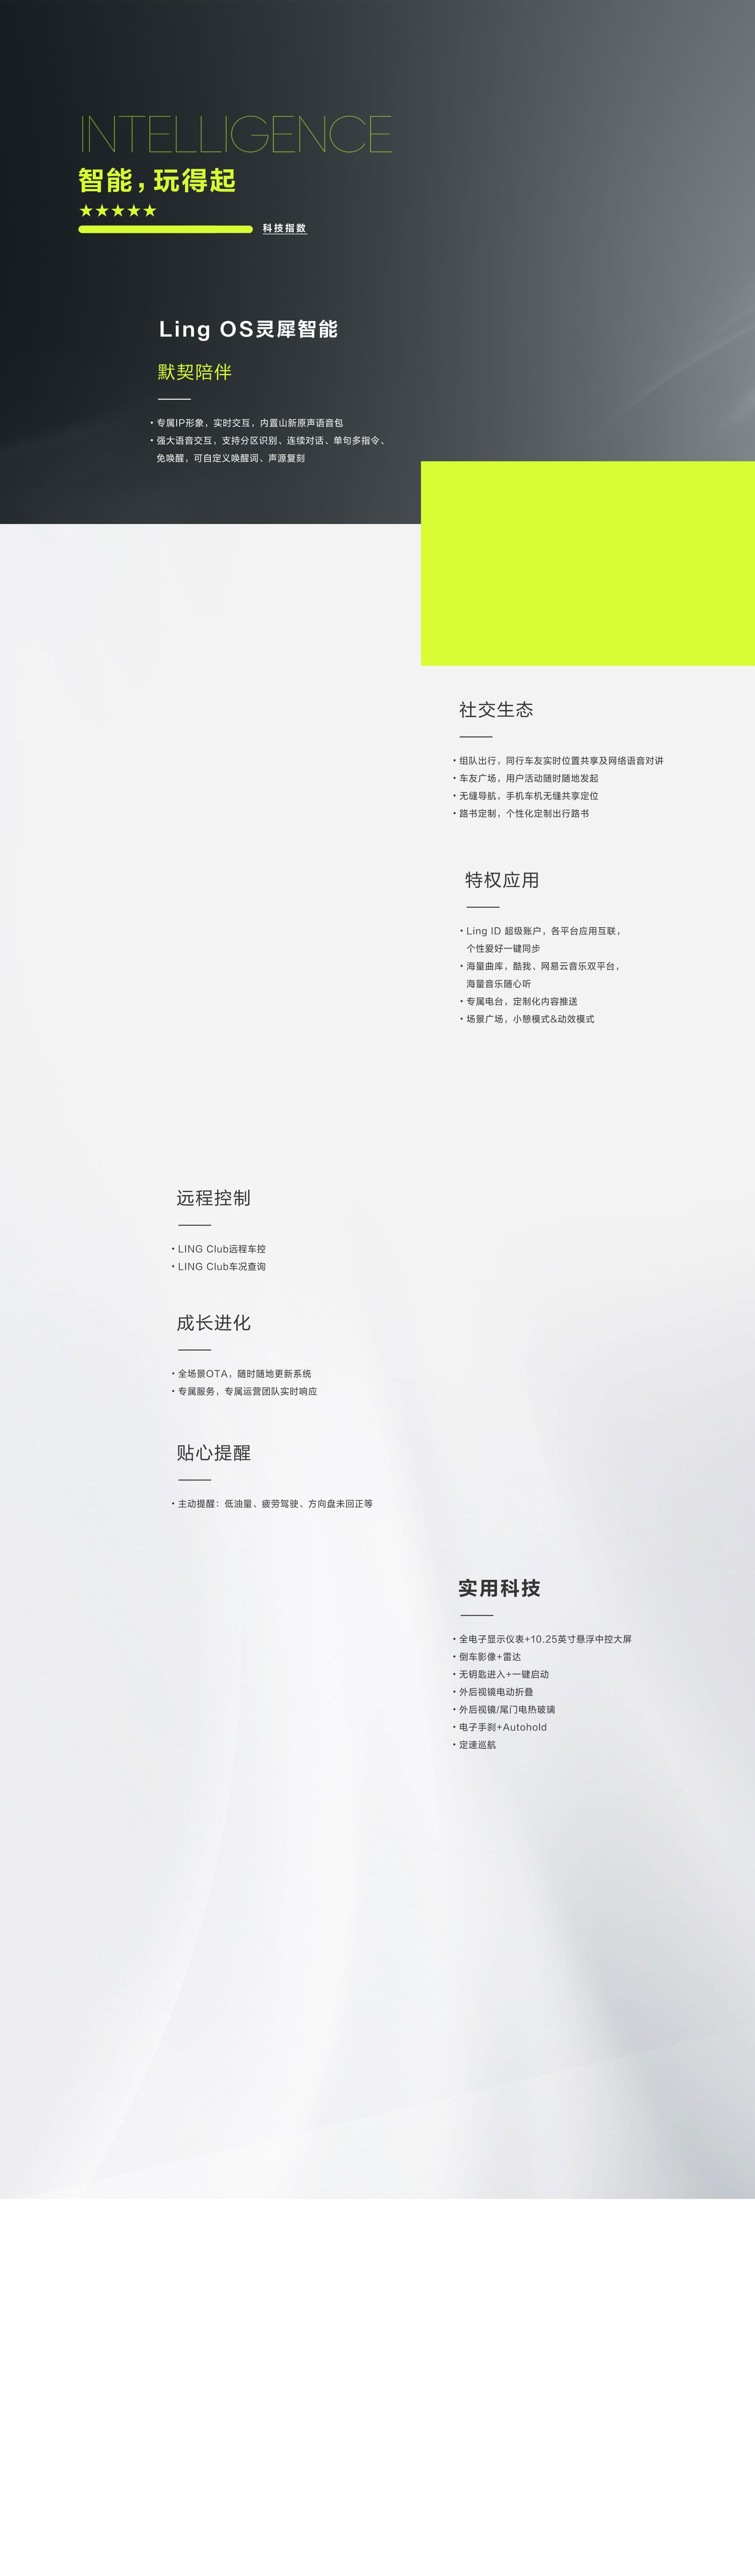 INTELLIGENCE
智能，玩得起
★★★★★
科技指数
Ling OS灵犀智能
默契陪伴
• 专属IP形象，实时交互，内置山新原声语音包
• 强大语音交互，支持分区识别、连续对话、单句多指令、
免唤醒，可自定义唤醒词、声源复刻
社交生态
• 组队出行，同行车友实时位置共享及网络语音对讲
• 车友广场，用户活动随时随地发起
• 无缝导航，手机车机无缝共享定位
• 路书定制，个性化定制出行路书
特权应用
• Ling ID 超级账户，各平台应用互联，
个性爱好一键同步
• 海量曲库，酷我、网易云音乐双平台，
海量音乐随心听
• 专属电台，定制化内容推送
• 场景广场，小憩模式&动效模式
远程控制
• LING Club远程车控
• LING Club车况查询
成长进化
• 全场景OTA，随时随地更新系统
• 专属服务，专属运营团队实时响应
贴心提醒
• 主动提醒：低油量、疲劳驾驶、方向盘未回正等
实用科技
• 全电子显示仪表+10.25英寸悬浮中控大屏
• 倒车影像+雷达
• 无钥匙进入+一键启动
• 外后视镜电动折叠
• 外后视镜/尾门电热玻璃
• 电子手刹+Autohold
• 定速巡航